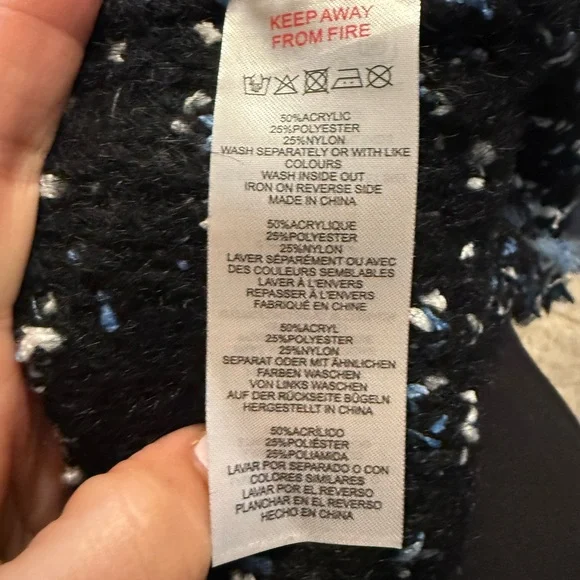 KEEP AWAY
FROM FIRE
50%ACRYLIC
25%POLYESTER
25%NYLON
WASH SEPARATELY OR WITH LIKE
COLOURS
WASH INSIDE OUT
IRON ON REVERSE SIDE
MADE IN CHINA
50%ACRYLIQUE
25%POLYESTER
25%NYLON
LAVER SÉPARÉMENT OU AVEC
DES COULEURS SEMBLABLES
LAVER À L'ENVERS
REPASSER À L'ENVERS
FABRIQUÉ EN CHINE
50%ACRYL
25%POLYESTER
25%NYLON
SEPARAT ODER MIT ÄHNLICHEN
FARBEN WASCHEN
VON LINKS WASCHEN
AUF DER RÜCKSEITE BÜGELN
HERGESTELLT IN CHINA
50%ACRÍLIDO
25%POLIÉSTER
25%POLIAMIDA
LAVAR POR SEPARADO O CON
COLORES SIMILARES
LAVAR POR EL REVERSO
PLANCHAR EN EL REVERSO
HECHO EN CHINA